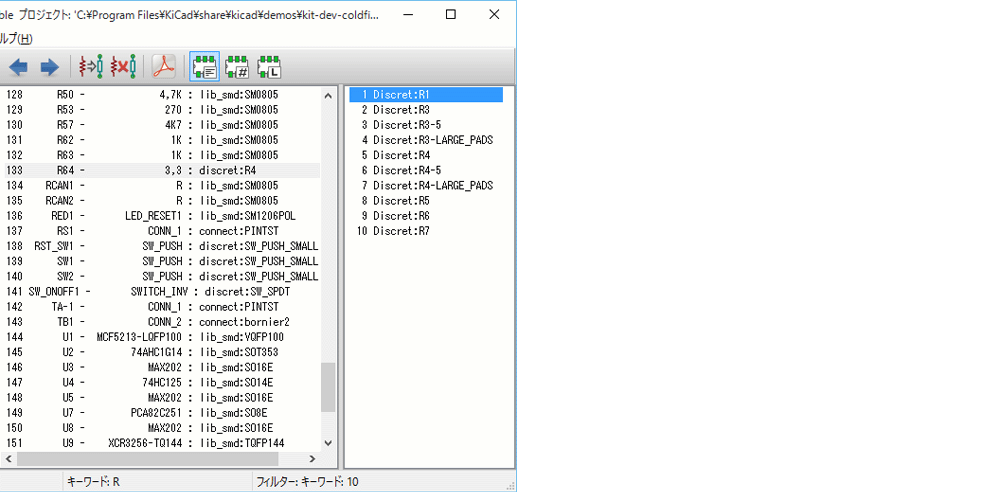 ble プロジェクト: 'C:¥Program Files¥KiCad¥share¥kicad¥demos¥kit-dev-coldfi...
ルプ(H)
# L
128 R50 - 4,7K : lib_smd:SM0805
129 R53 - 270 : lib_smd:SM0805
130 R57 - 4K7 : lib_smd:SM0805
131 R62 - 1K : lib_smd:SM0805
132 R63 - 1K : lib_smd:SM0805
133 R64 - 3,3 : discret:R4
134 RCAN1 - R : lib_smd:SM0805
135 RCAN2 - R : lib_smd:SM0805
136 RED1 - LED_RESET1 : lib_smd:SM1206POL
137 RS1 - CONN_1 : connect:PINTST
138 RST_SW1 - SW_PUSH : discret:SW_PUSH_SMALL
139 SW1 - SW_PUSH : discret:SW_PUSH_SMALL
140 SW2 - SW_PUSH : discret:SW_PUSH_SMALL
141 SW_ONOFF1 - SWITCH_INV : discret:SW_SPDT
142 TA-1 - CONN_1 : connect:PINTST
143 TB1 - CONN_2 : connect:bornier2
144 U1 - MCF5213-LQFP100 : lib_smd:VQFP100
145 U2 - 74AHC1G14 : lib_smd:SOT353
146 U3 - MAX202 : lib_smd:SO16E
147 U4 - 74HC125 : lib_smd:SO14E
148 U5 - MAX202 : lib_smd:SO16E
149 U7 - PCA82C251 : lib_smd:SO8E
150 U8 - MAX202 : lib_smd:SO16E
151 U9 - XCR3256-TQ144 : lib_smd:TQFP144
1 Discret:R1
2 Discret:R3
3 Discret:R3-5
4 Discret:R3-LARGE_PADS
5 Discret:R4
6 Discret:R4-5
7 Discret:R4-LARGE_PADS
8 Discret:R5
9 Discret:R6
10 Discret:R7
キーワード: R
フィルター: キーワード: 10